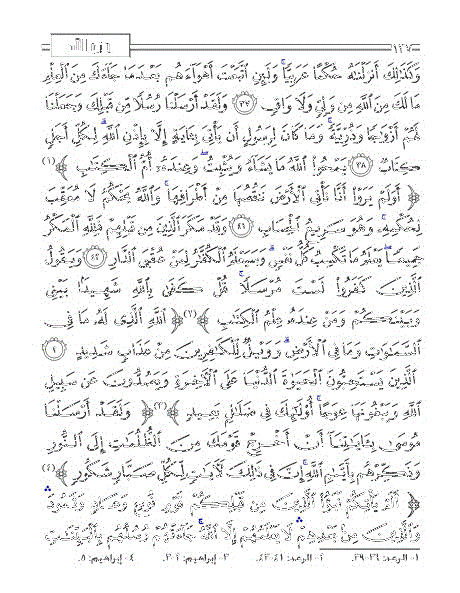 ١٢٧
وَكَذَٰلِكَ أَنزَلْنَٰهُ حُكْمًا عَرَبِيًّا ۚ وَلَئِنِ ٱتَّبَعْتَ أَهْوَآءَهُم بَعْدَمَا جَآءَكَ مِنَ ٱلْعِلْمِ
مَا لَكَ مِنَ ٱللَّهِ مِن وَلِىٍّ وَلَا وَاقٍ ﴿٣٧﴾ وَلَقَدْ أَرْسَلْنَا رُسُلًا مِّن قَبْلِكَ وَجَعَلْنَا
لَهُمْ أَزْوَٰجًا وَذُرِّيَّةً ۚ وَمَا كَانَ لِرَسُولٍ أَن يَأْتِىَ بِـَٔايَةٍ إِلَّا بِإِذْنِ ٱللَّهِ ۗ لِكُلِّ أَجَلٍ
كِتَابٌ ﴿٣٨﴾ يَمْحُوا۟ ٱللَّهُ مَا يَشَآءُ وَيُثْبِتُ ۖ وَعِندَهُۥٓ أُمُّ ٱلْكِتَٰبِ ﴾(١)
﴿ أَوَلَمْ يَرَوْا۟ أَنَّا نَأْتِى ٱلْأَرْضَ نَنقُصُهَا مِنْ أَطْرَافِهَا ۚ وَٱللَّهُ يَحْكُمُ لَا مُعَقِّبَ
لِحُكْمِهِۦ ۚ وَهُوَ سَرِيعُ ٱلْحِسَابِ ﴿٤١﴾ وَقَدْ مَكَرَ ٱلَّذِينَ مِن قَبْلِهِمْ فَلِلَّهِ ٱلْمَكْرُ
جَمِيعًا ۖ يَعْلَمُ مَا تَكْسِبُ كُلُّ نَفْسٍ ۗ وَسَيَعْلَمُ ٱلْكُفَّٰرُ لِمَنْ عُقْبَى ٱلدَّارِ ﴿٤٢﴾ وَيَقُولُ
ٱلَّذِينَ كَفَرُوا۟ لَسْتَ مُرْسَلًا ۚ قُلْ كَفَىٰ بِٱللَّهِ شَهِيدًۢا بَيْنِى
وَبَيْنَكُمْ وَمَنْ عِندَهُۥ عِلْمُ ٱلْكِتَٰبِ ﴾(٢) ﴿ ٱللَّهِ ٱلَّذِى لَهُۥ مَا فِى
ٱلسَّمَٰوَٰتِ وَمَا فِى ٱلْأَرْضِ ۗ وَوَيْلٌ لِّلْكَٰفِرِينَ مِنْ عَذَابٍ شَدِيدٍ ﴿٢﴾
ٱلَّذِينَ يَسْتَحِبُّونَ ٱلْحَيَوٰةَ ٱلدُّنْيَا عَلَى ٱلْـَٔاخِرَةِ وَيَصُدُّونَ عَن سَبِيلِ
ٱللَّهِ وَيَبْغُونَهَا عِوَجًا ۚ أُو۟لَٰٓئِكَ فِى ضَلَٰلٍۭ بَعِيدٍ ﴾(٣) ﴿ وَلَقَدْ أَرْسَلْنَا
مُوسَىٰ بِـَٔايَٰتِنَآ أَنْ أَخْرِجْ قَوْمَكَ مِنَ ٱلظُّلُمَٰتِ إِلَى ٱلنُّورِ
وَذَكِّرْهُم بِأَيَّىٰمِ ٱللَّهِ ۚ إِنَّ فِى ذَٰلِكَ لَـَٔايَٰتٍ لِّكُلِّ صَبَّارٍ شَكُورٍ ﴾(٤)
﴿ أَلَمْ يَأْتِكُمْ نَبَؤُا۟ ٱلَّذِينَ مِن قَبْلِكُمْ قَوْمِ نُوحٍ وَعَادٍ وَثَمُودَ ۛ
وَٱلَّذِينَ مِنۢ بَعْدِهِمْ ۛ لَا يَعْلَمُهُمْ إِلَّا ٱللَّهُ ۚ جَآءَتْهُمْ رُسُلُهُم بِٱلْبَيِّنَٰتِ
١- الرعد: ٣٧-٣٩. ٢- الرعد: ٤١-٤٣. ٣- إبراهيم: ٢-٣. ٤- إبراهيم: ٥.